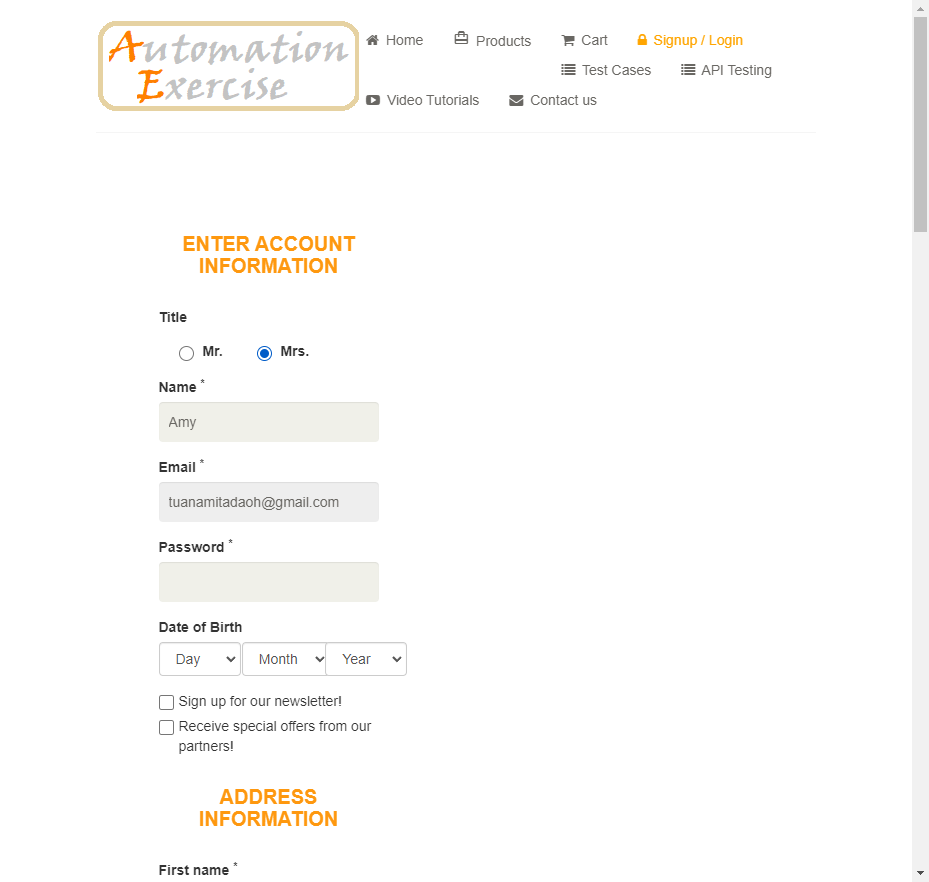 Automation
Exercise
Home
Products
Cart
Signup / Login
Test Cases
API Testing
Video Tutorials
Contact us
ENTER ACCOUNT
INFORMATION
Title
Mr.
Mrs.
Name *
Amy
Email *
tuanamitadaoh@gmail.com
Password *
Date of Birth
Day
Month
Year
Sign up for our newsletter!
Receive special offers from our
partners!
ADDRESS
INFORMATION
First name *